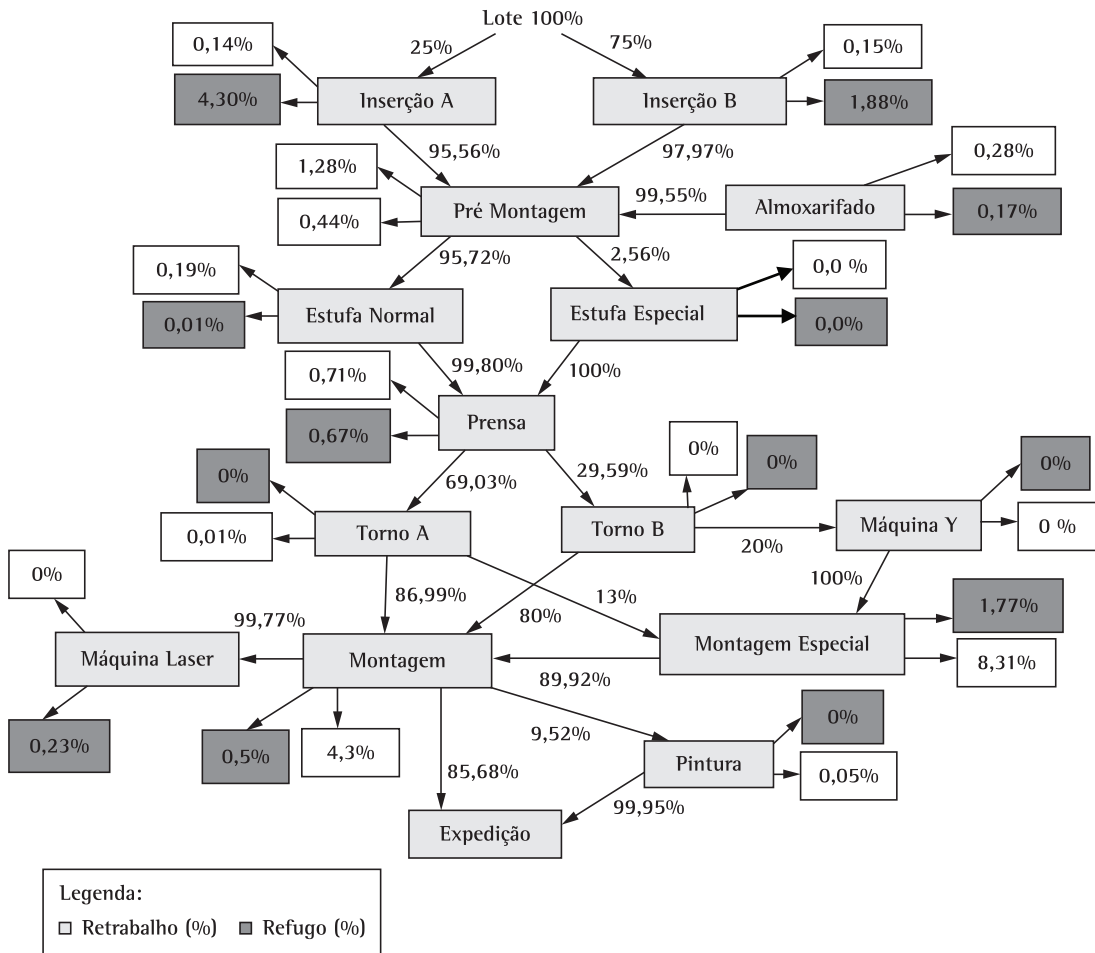 Lote 100%
25%
75%
0,14%
0,15%
4,30%
Inserção A
Inserção B
1,88%
95,56%
97,97%
1,28%
0,28%
0,44%
Pré Montagem
99,55%
Almoxarifado
0,17%
95,72%
2,56%
0,19%
0,0 %
0,01%
Estufa Normal
Estufa Especial
0,0%
99,80%
100%
0,71%
0,67%
Prensa
0%
0%
0%
0%
69,03%
29,59%
0,01%
Torno A
Torno B
20%
Máquina Y
0 %
0%
86,99%
13%
80%
100%
1,77%
99,77%
Máquina Laser
Montagem
89,92%
Montagem Especial
8,31%
0,23%
0,5%
4,3%
85,68%
9,52%
Pintura
0%
0,05%
99,95%
Expedição
Legenda:
Retrabalho (%) Refugo (%)